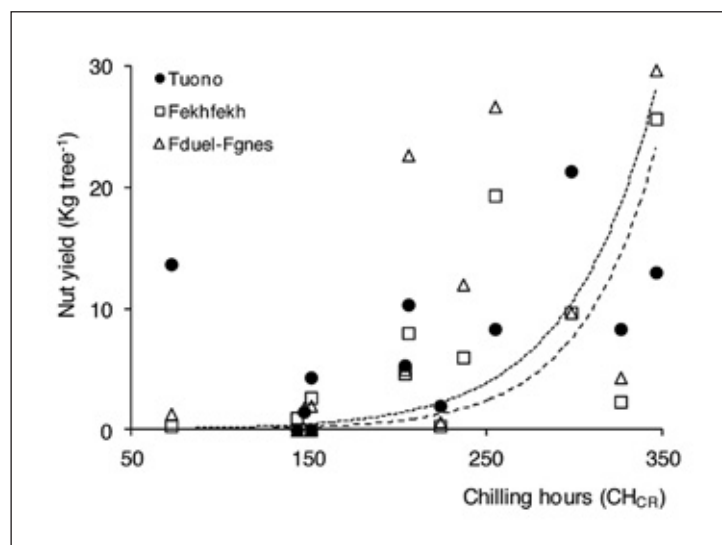 30
Tuono
Fekhfekh
Fduel-Fgnes
20
10
0
Nut yield (Kg tree⁻¹)
50 150 250 350
Chilling hours (CH_CR)